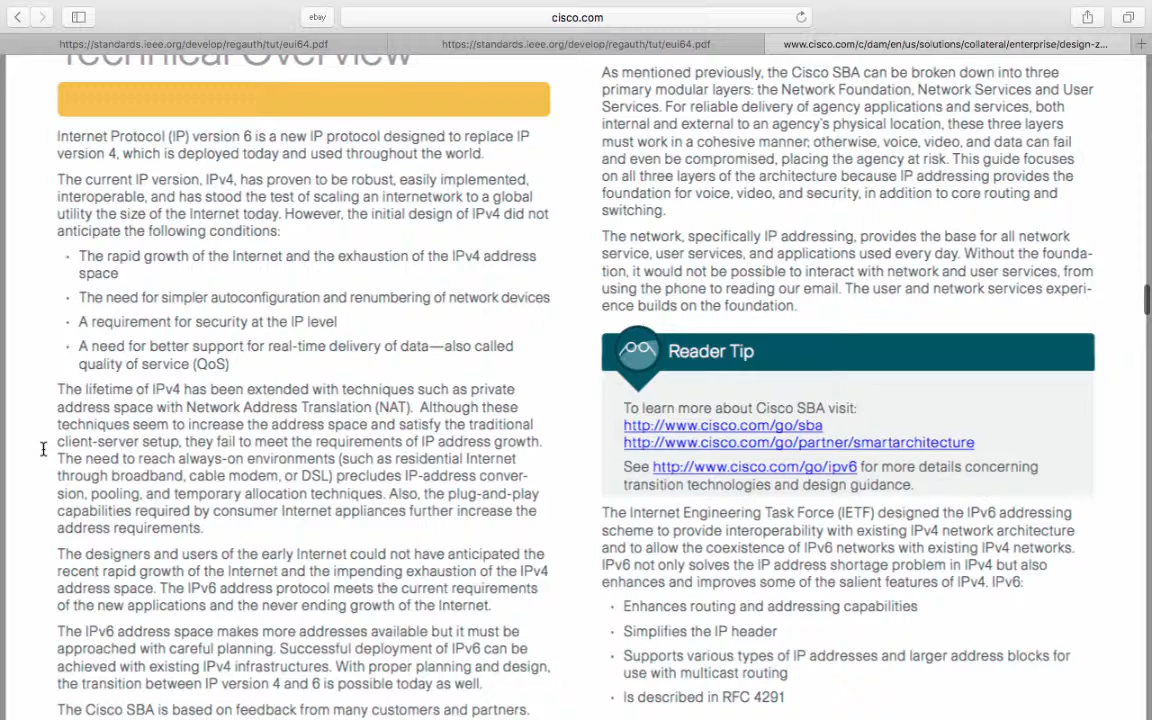 ebay
cisco.com
https://standards.ieee.org/develop/regauth/tut/eui64.pdf
https://standards.ieee.org/develop/regauth/tut/eui64.pdf
www.cisco.com/c/dam/en/us/solutions/collateral/enterprise/design-z...
Technical Overview
Internet Protocol (IP) version 6 is a new IP protocol designed to replace IP
version 4, which is deployed today and used throughout the world.
The current IP version, IPv4, has proven to be robust, easily implemented,
interoperable, and has stood the test of scaling an internetwork to a global
utility the size of the Internet today. However, the initial design of IPv4 did not
anticipate the following conditions:
· The rapid growth of the Internet and the exhaustion of the IPv4 address
space
· The need for simpler autoconfiguration and renumbering of network devices
· A requirement for security at the IP level
· A need for better support for real-time delivery of data—also called
quality of service (QoS)
The lifetime of IPv4 has been extended with techniques such as private
address space with Network Address Translation (NAT). Although these
techniques seem to increase the address space and satisfy the traditional
client-server setup, they fail to meet the requirements of IP address growth.
The need to reach always-on environments (such as residential Internet
through broadband, cable modem, or DSL) precludes IP-address conver-
sion, pooling, and temporary allocation techniques. Also, the plug-and-play
capabilities required by consumer Internet appliances further increase the
address requirements.
The designers and users of the early Internet could not have anticipated the
recent rapid growth of the Internet and the impending exhaustion of the IPv4
address space. The IPv6 address protocol meets the current requirements
of the new applications and the never ending growth of the Internet.
The IPv6 address space makes more addresses available but it must be
approached with careful planning. Successful deployment of IPv6 can be
achieved with existing IPv4 infrastructures. With proper planning and design,
the transition between IP version 4 and 6 is possible today as well.
The Cisco SBA is based on feedback from many customers and partners.
As mentioned previously, the Cisco SBA can be broken down into three
primary modular layers: the Network Foundation, Network Services and User
Services. For reliable delivery of agency applications and services, both
internal and external to an agency's physical location, these three layers
must work in a cohesive manner; otherwise, voice, video, and data can fail
and even be compromised, placing the agency at risk. This guide focuses
on all three layers of the architecture because IP addressing provides the
foundation for voice, video, and security, in addition to core routing and
switching.
The network, specifically IP addressing, provides the base for all network
service, user services, and applications used every day. Without the founda-
tion, it would not be possible to interact with network and user services, from
using the phone to reading our email. The user and network services experi-
ence builds on the foundation.
Reader Tip
To learn more about Cisco SBA visit:
http://www.cisco.com/go/sba
http://www.cisco.com/go/partner/smartarchitecture
See http://www.cisco.com/go/ipv6 for more details concerning
transition technologies and design guidance.
The Internet Engineering Task Force (IETF) designed the IPv6 addressing
scheme to provide interoperability with existing IPv4 network architecture
and to allow the coexistence of IPv6 networks with existing IPv4 networks.
IPv6 not only solves the IP address shortage problem in IPv4 but also
enhances and improves some of the salient features of IPv4. IPv6:
· Enhances routing and addressing capabilities
· Simplifies the IP header
· Supports various types of IP addresses and larger address blocks for
use with multicast routing
· Is described in RFC 4291